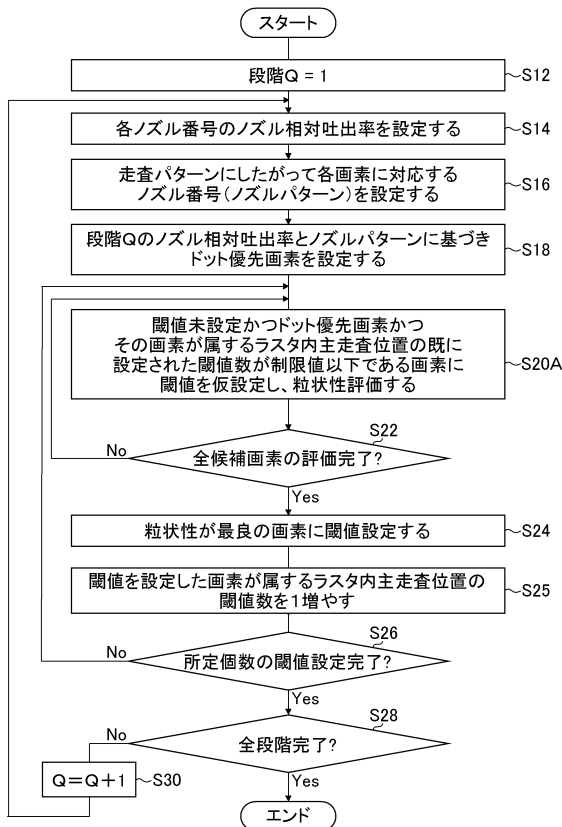 スタート
段階Q = 1
S12
各ノズル番号のノズル相対吐出率を設定する
S14
走査パターンにしたがって各画素に対応する
ノズル番号(ノズルパターン)を設定する
S16
段階Qのノズル相対吐出率とノズルパターンに基づき
ドット優先画素を設定する
S18
閾値未設定かつドット優先画素かつ
その画素が属するラスタ内主走査位置の既に
設定された閾値数が制限値以下である画素に
閾値を仮設定し、粒状性評価する
S20A
S22
No
全候補画素の評価完了?
Yes
粒状性が最良の画素に閾値設定する
S24
閾値を設定した画素が属するラスタ内主走査位置の
閾値数を1増やす
S25
S26
No
所定個数の閾値設定完了?
Yes
S28
No
全段階完了?
Q=Q+1
S30
Yes
エンド